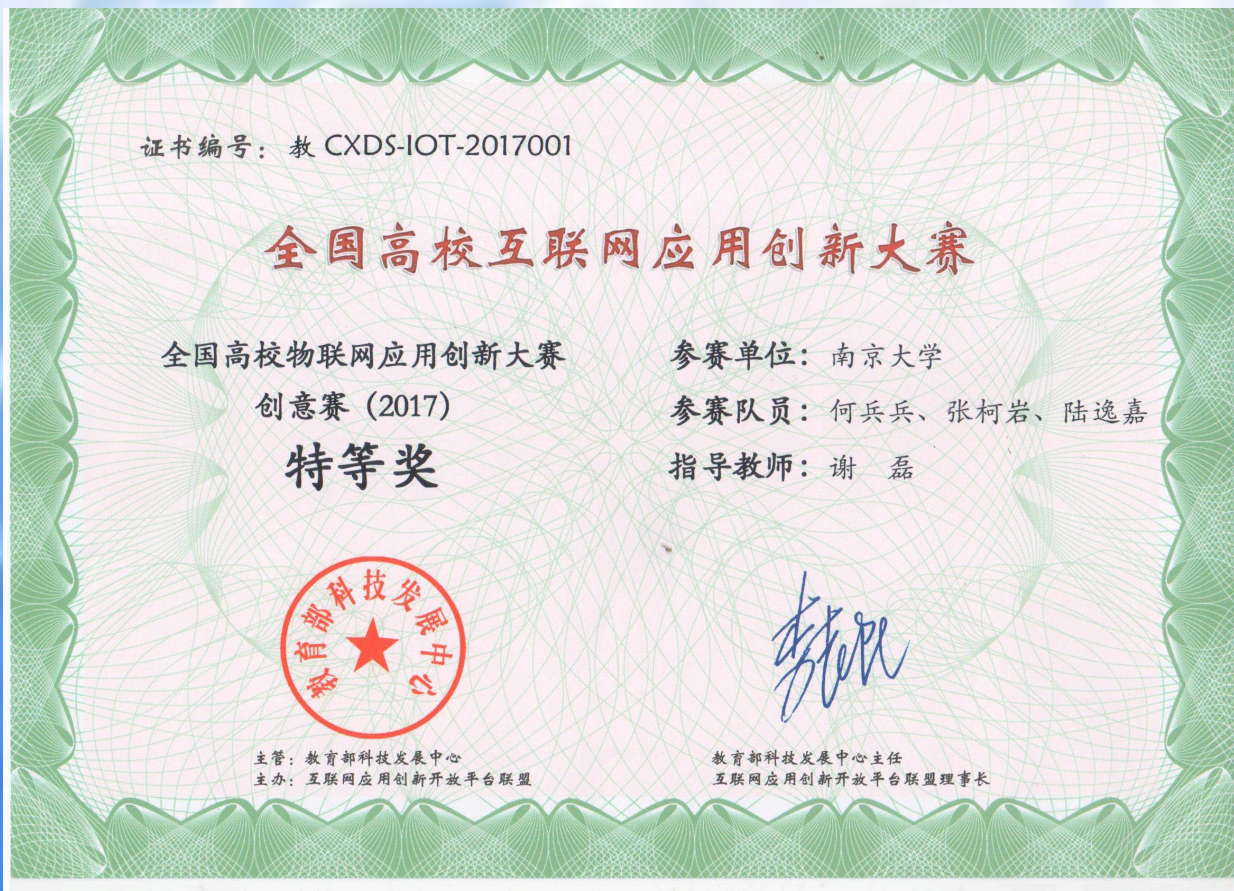 证书编号：教 CXDS-IOT-2017001
全国高校互联网应用创新大赛
全国高校物联网应用创新大赛
创意赛（2017）
特等奖
参赛单位：南京大学
参赛队员：何兵兵、张柯岩、陆逸嘉
指导教师：谢 磊
教育部科技发展中心
主管：教育部科技发展中心
主办：互联网应用创新开放平台联盟
教育部科技发展中心主任
互联网应用创新开放平台联盟理事长